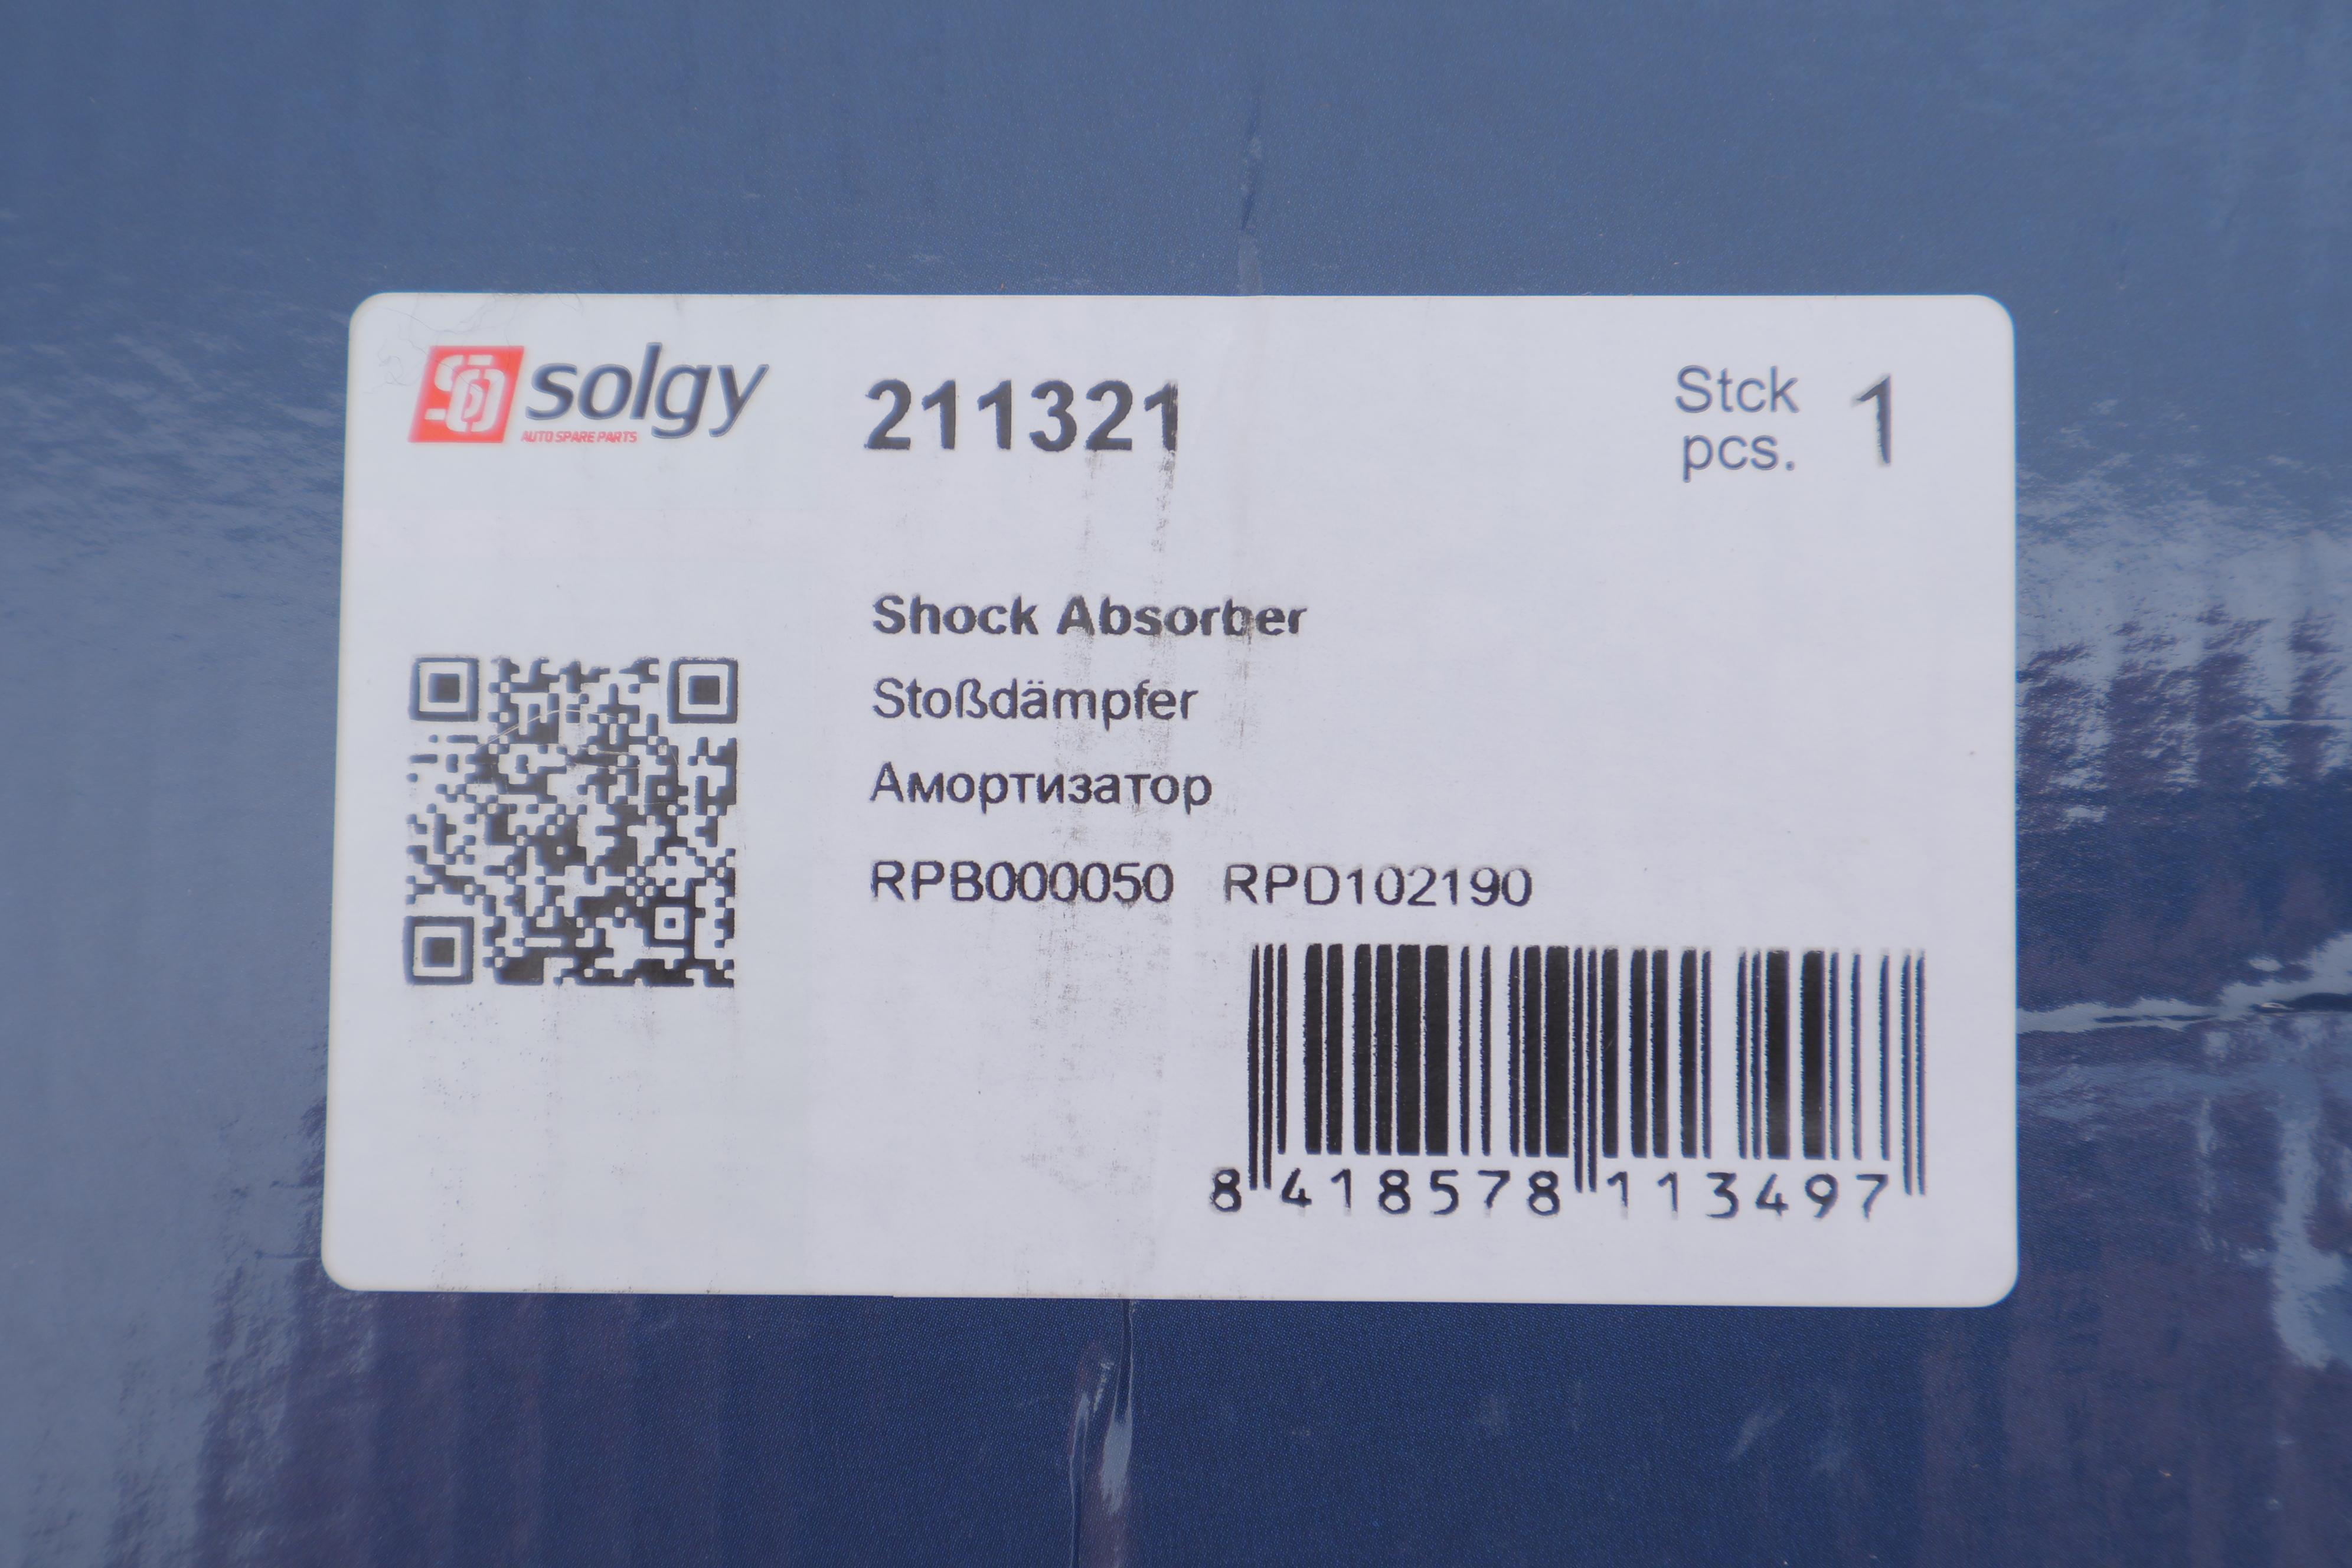 solgy
AUTO SPARE PARTS
211321
Stck
pcs. 1
Shock Absorber
Stoßdämpfer
Амортизатор
RPB000050 RPD102190
8 418578 113497